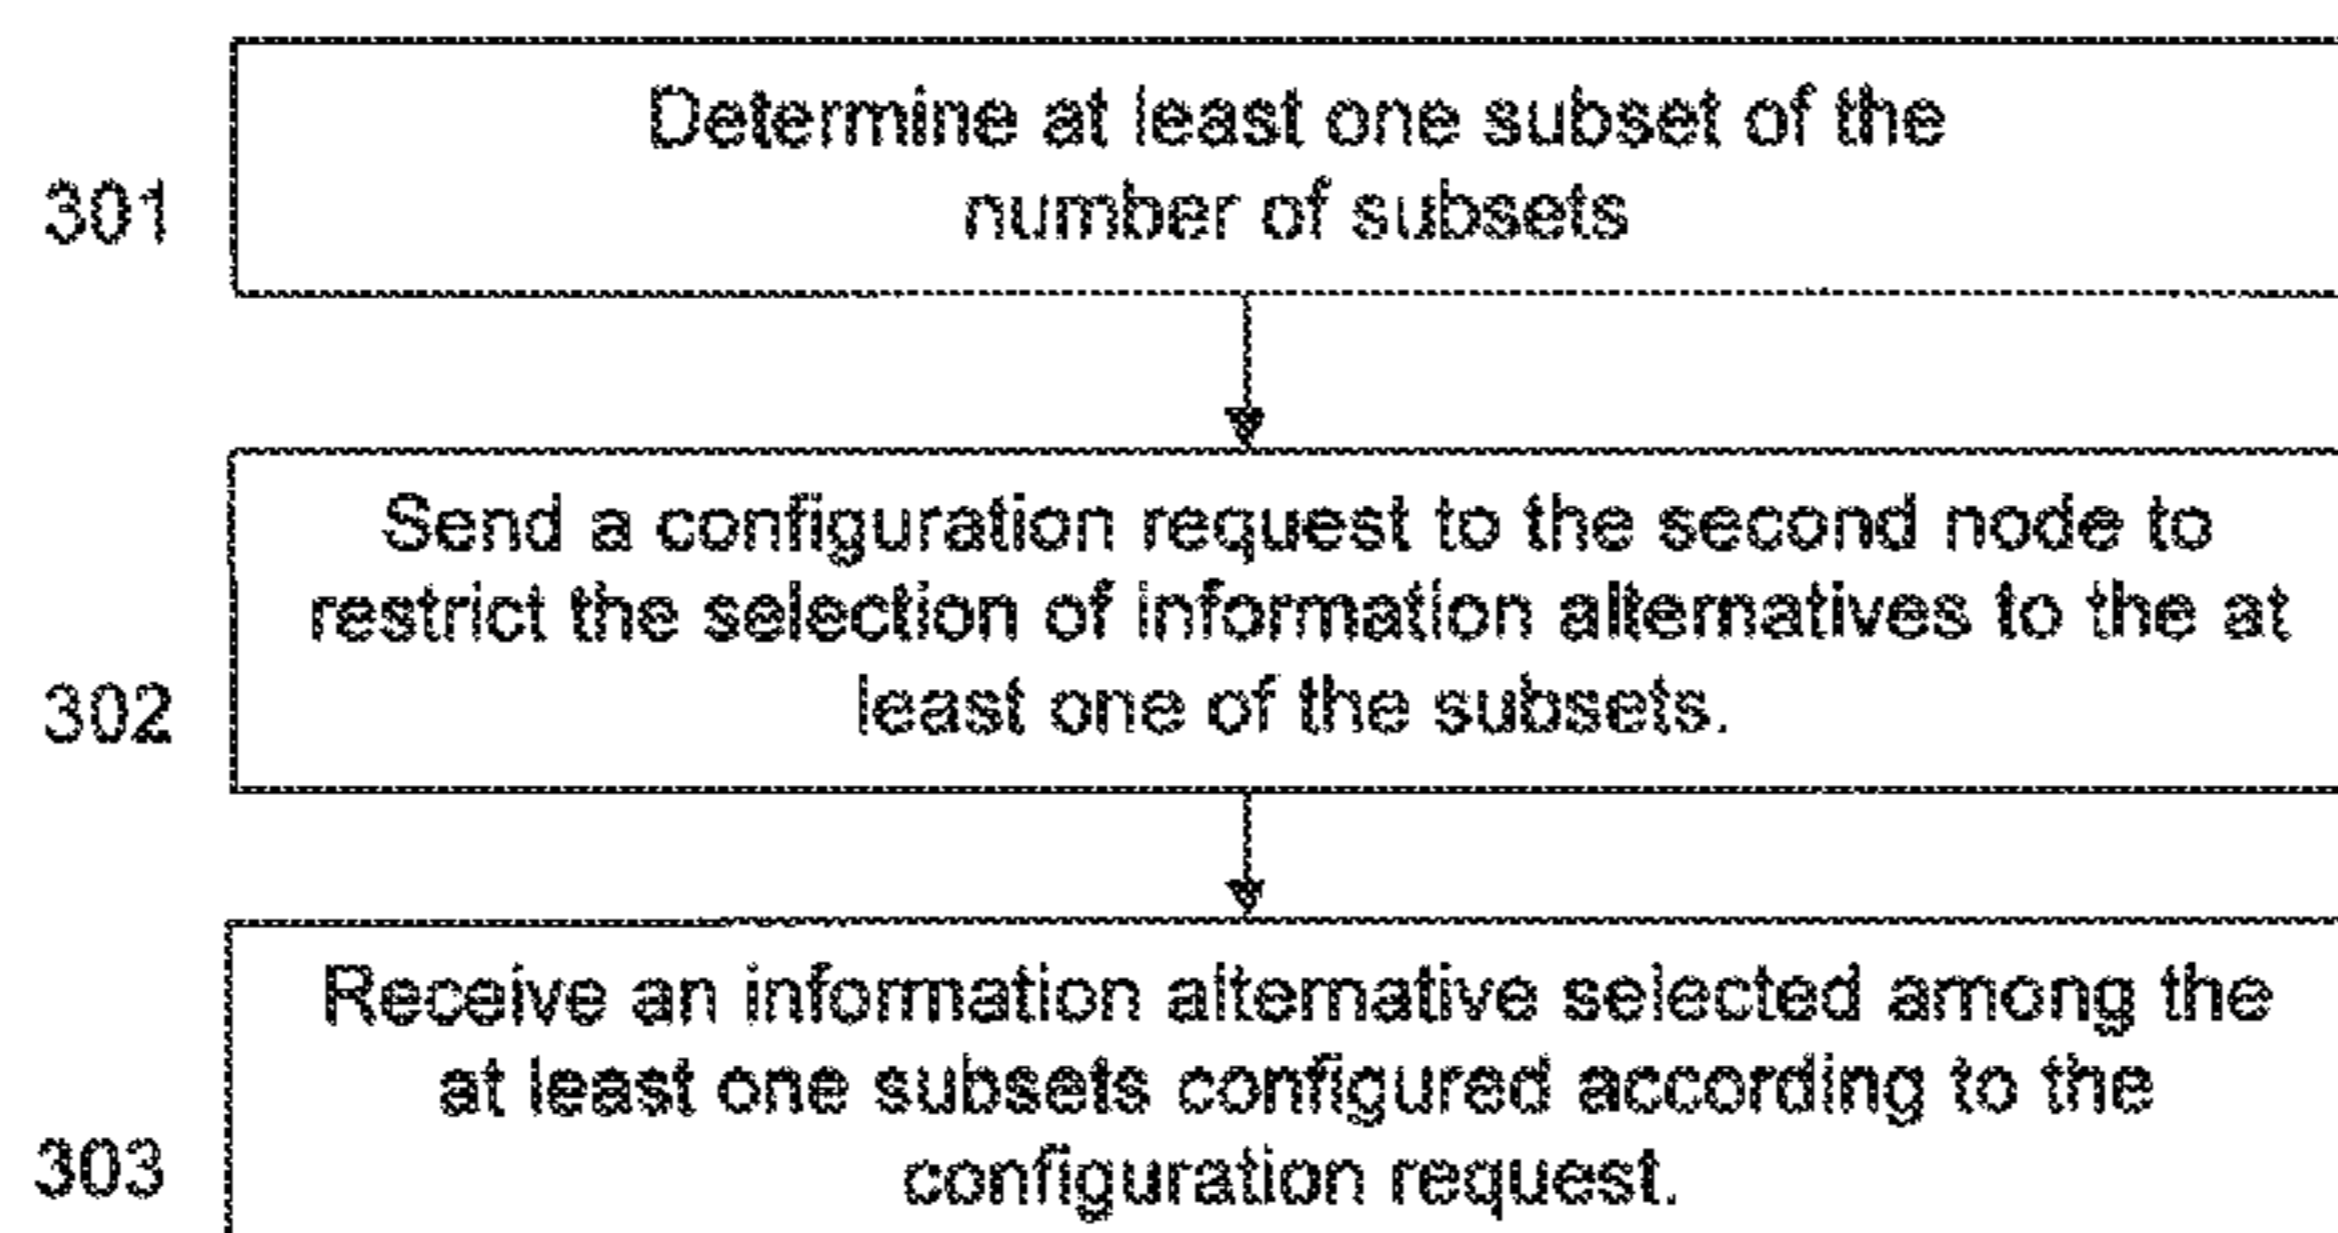 Determine at least one subset of the
301
number of subsets
Send a configuration request to the second node to
restrict the selection of information alternatives to the at
302
least one of the subsets.
Receive an information alternative selected among the
at least one subsets configured according to the
303
configuration request.